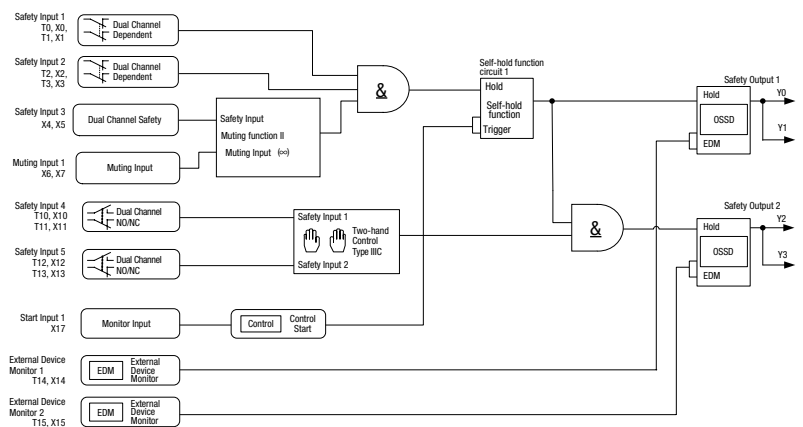 Safety Input 1
T0, X0,
T1, X1
Dual Channel
Dependent
Safety Input 2
T2, X2,
T3, X3
Dual Channel
Dependent
Safety Input 3
X4, X5
Dual Channel Safety
Muting Input 1
X6, X7
Muting Input
Safety Input
Muting function II
Muting Input (∞)
&
Self-hold function
circuit 1
Hold
Self-hold
function
Trigger
Safety Output 1
Hold
OSSD
EDM
Y0
Y1
Safety Input 4
T10, X10
T11, X11
Dual Channel
NO/NC
Safety Input 5
T12, X12
T13, X13
Dual Channel
NO/NC
Safety Input 1
Two-hand
Control
Type IIIC
Safety Input 2
&
Safety Output 2
Hold
OSSD
EDM
Y2
Y3
Start Input 1
X17
Monitor Input
Control
Control
Start
External Device
Monitor 1
T14, X14
EDM
External
Device
Monitor
External Device
Monitor 2
T15, X15
EDM
External
Device
Monitor